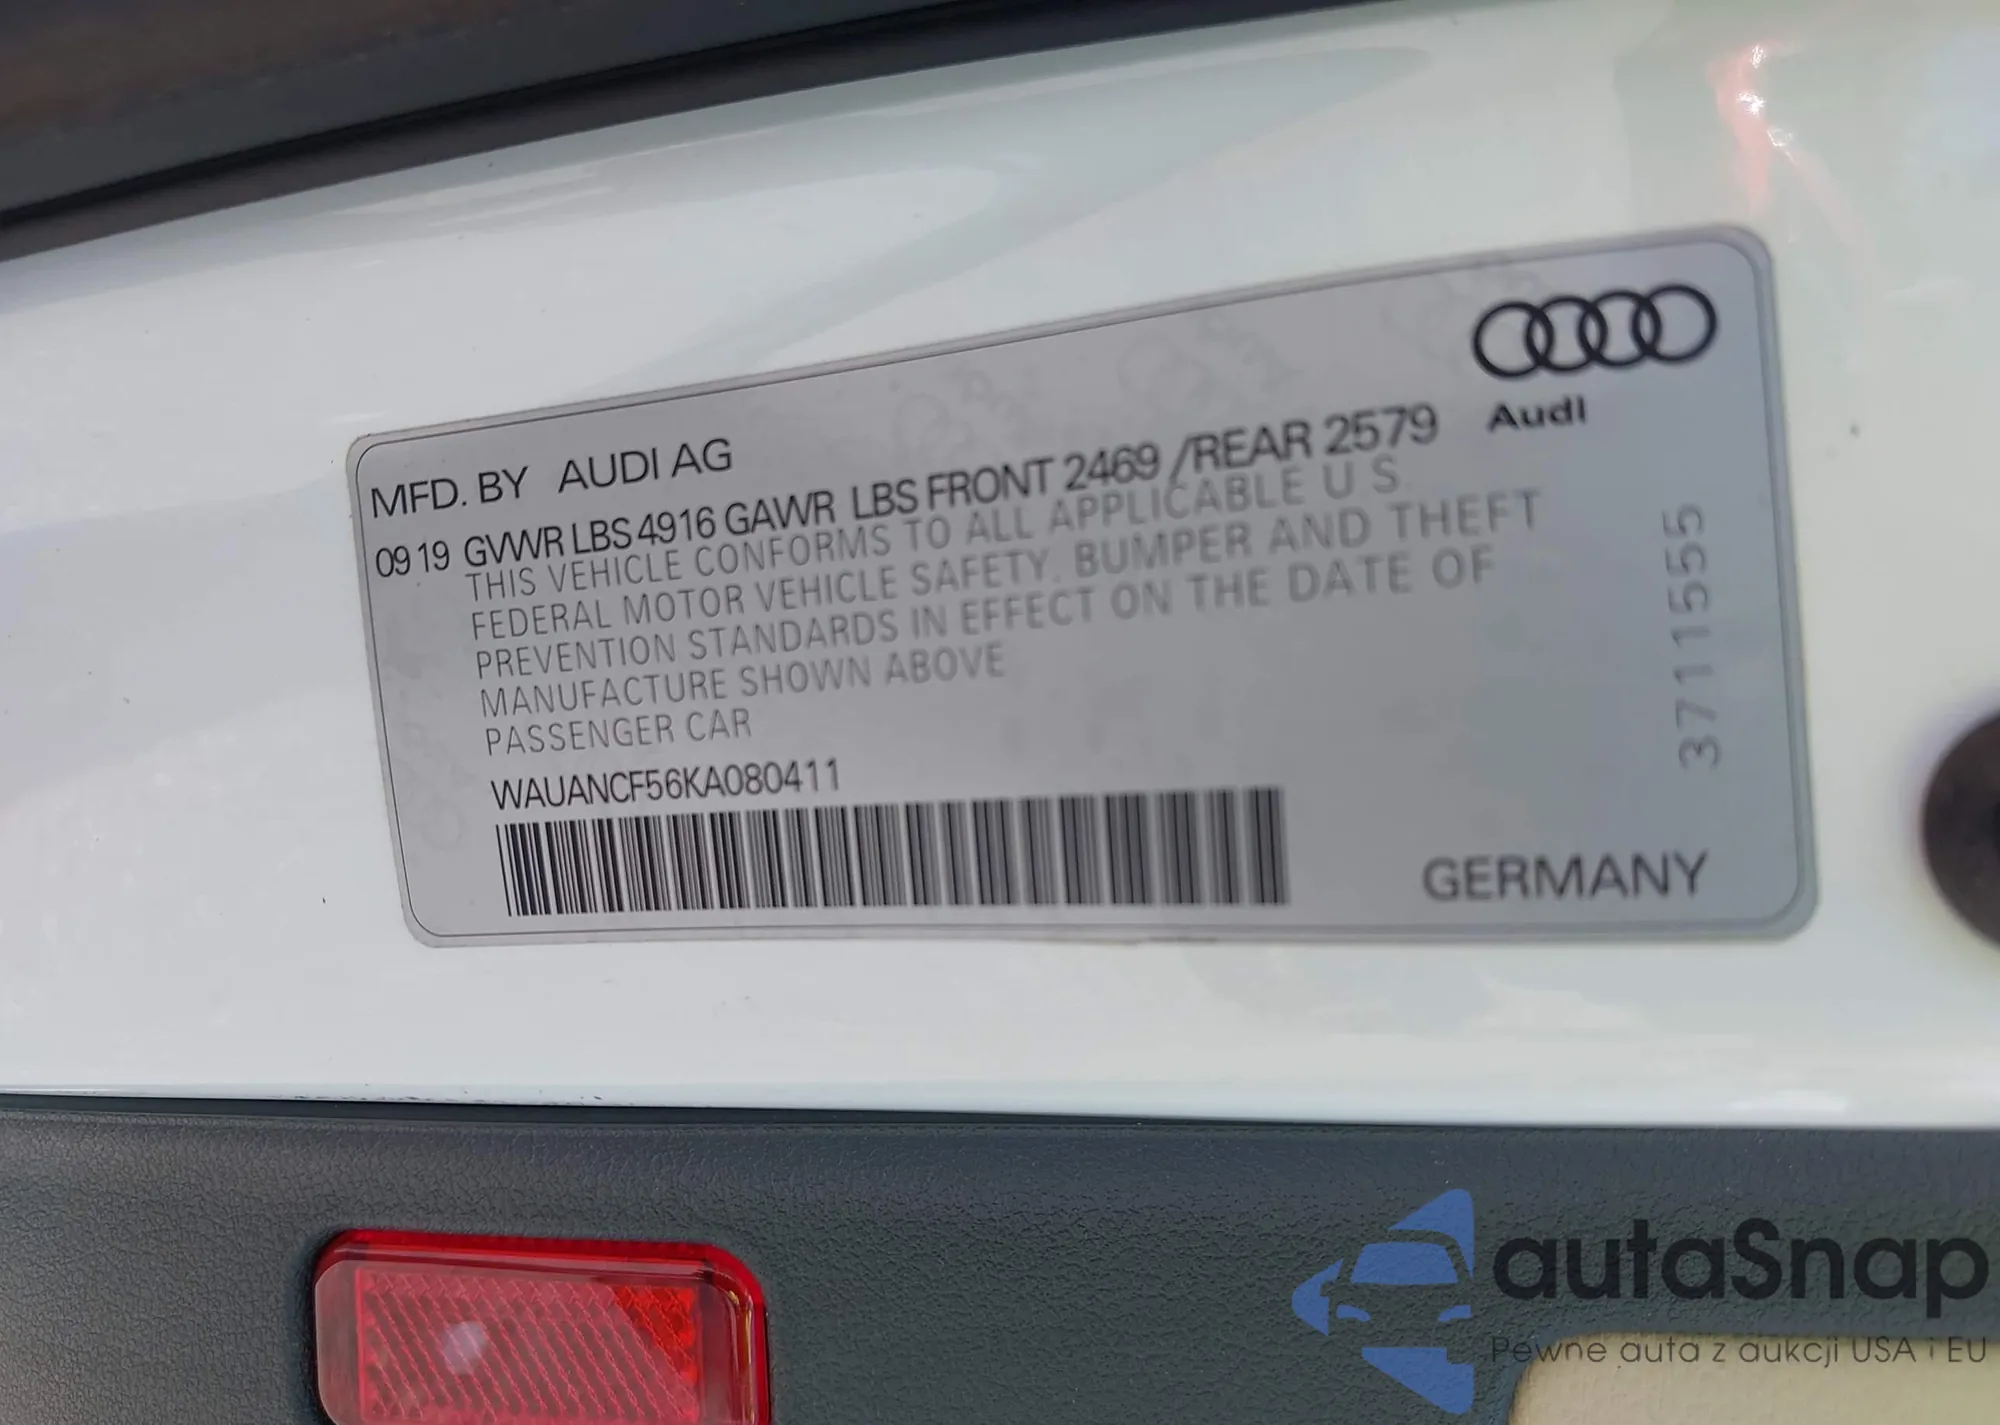 MFD. BY AUDI AG
Audi
09 19 GVWR LBS 4916 GAWR LBS FRONT 2469 /REAR 2579
THIS VEHICLE CONFORMS TO ALL APPLICABLE U S
FEDERAL MOTOR VEHICLE SAFETY, BUMPER AND THEFT
PREVENTION STANDARDS IN EFFECT ON THE DATE OF
MANUFACTURE SHOWN ABOVE
PASSENGER CAR
WAUANCF56KA080411
GERMANY
3711555
autaSnap
Pewne auta z aukcji USA i EU